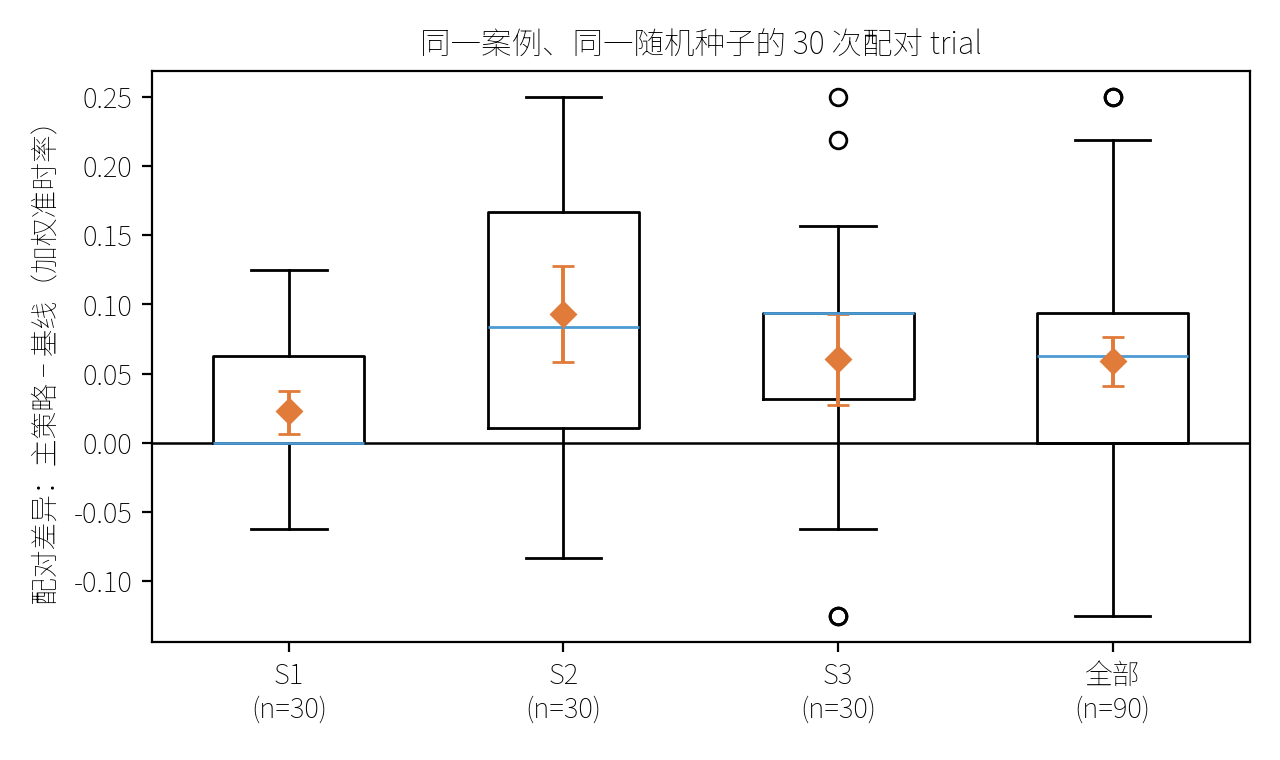 同一案例、同一随机种子的 30 次配对 trial
配对差异：主策略 − 基线（加权准时率）
0.25
0.20
0.15
0.10
0.05
0.00
-0.05
-0.10
S1
(n=30)
S2
(n=30)
S3
(n=30)
全部
(n=90)